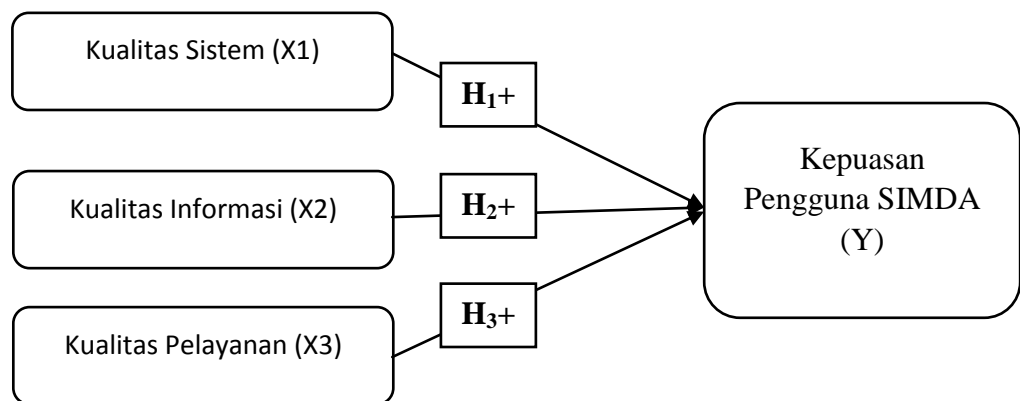 Kualitas Sistem (X1)
H₁+
Kualitas Informasi (X2)
H₂+
Kepuasan
Pengguna SIMDA
(Y)
H₃+
Kualitas Pelayanan (X3)